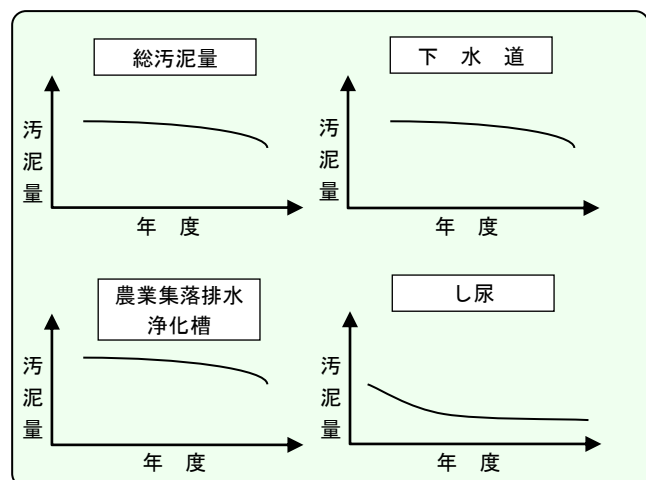 総汚泥量
汚泥量
年 度
下 水 道
汚泥量
年 度
農業集落排水
浄化槽
汚泥量
年 度
し尿
汚泥量
年 度